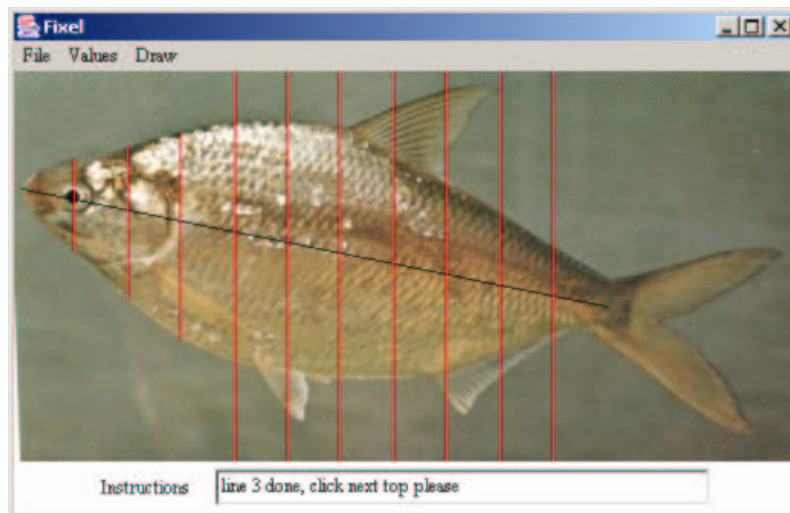 Fixel
File Values Draw
Instructions line 3 done, click next top please